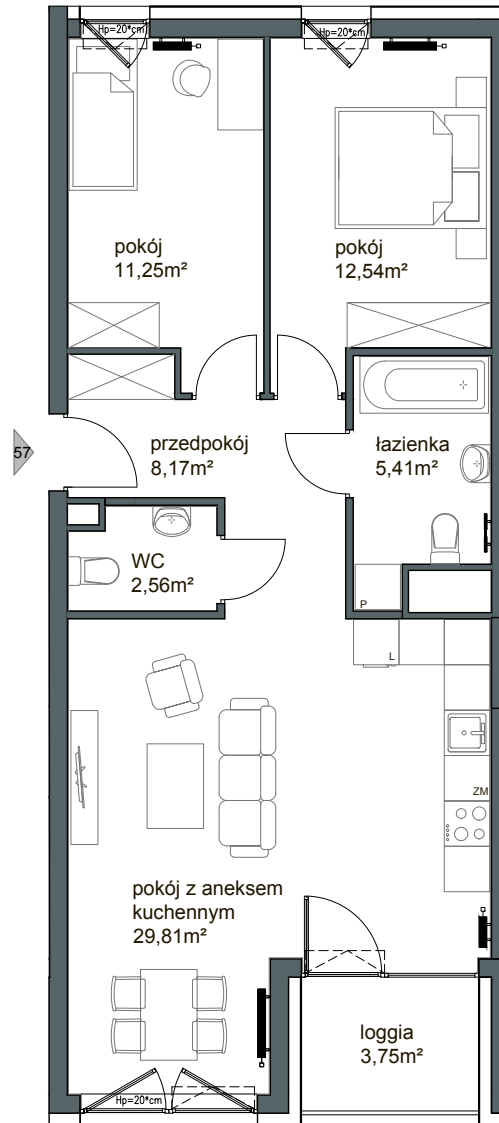 Hp=20*cm
Hp=20*cm
pokój
11,25m²
pokój
12,54m²
57
przedpokój
8,17m²
łazienka
5,41m²
WC
2,56m²
P
L
ZM
pokój z aneksem
kuchennym
29,81m²
loggia
3,75m²
Hp=20*cm